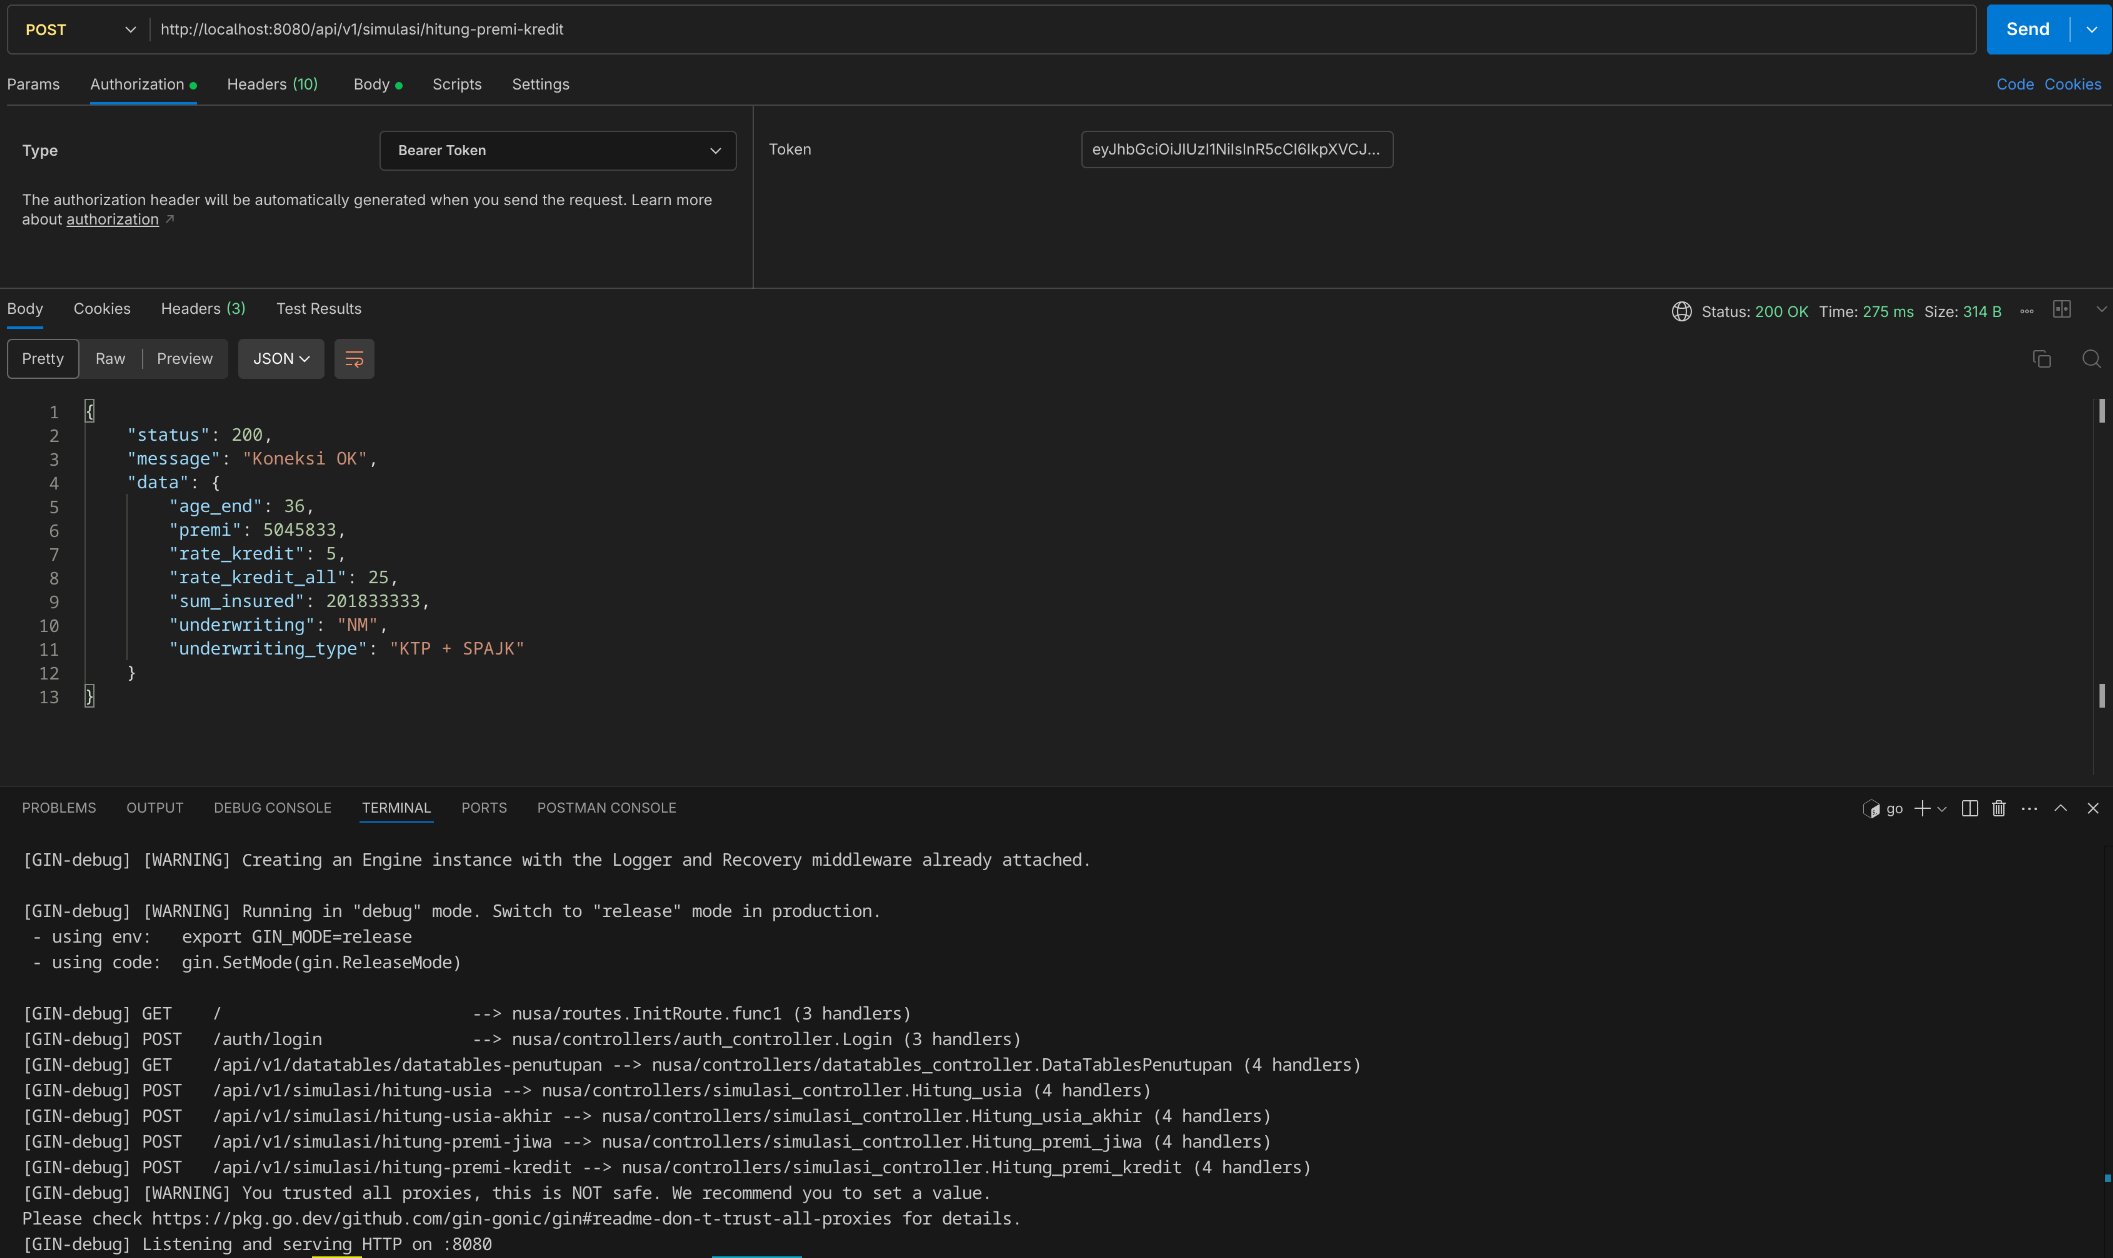 POST http://localhost:8080/api/v1/simulasi/hitung-premi-kredit Send
Params Authorization Headers (10) Body Scripts Settings Code Cookies
Type Bearer Token Token eyJhbGciOiJIUzI1NiIsInR5cCI6IkpXVCJ...
The authorization header will be automatically generated when you send the request. Learn more
about authorization ↗
Body Cookies Headers (3) Test Results Status: 200 OK Time: 275 ms Size: 314 B
Pretty Raw Preview JSON
1 {
2 "status": 200,
3 "message": "Koneksi OK",
4 "data": {
5 "age_end": 36,
6 "premi": 5045833,
7 "rate_kredit": 5,
8 "rate_kredit_all": 25,
9 "sum_insured": 201833333,
10 "underwriting": "NM",
11 "underwriting_type": "KTP + SPAJK"
12 }
13 }
PROBLEMS OUTPUT DEBUG CONSOLE TERMINAL PORTS POSTMAN CONSOLE go
[GIN-debug] [WARNING] Creating an Engine instance with the Logger and Recovery middleware already attached.
[GIN-debug] [WARNING] Running in "debug" mode. Switch to "release" mode in production.
- using env: export GIN_MODE=release
- using code: gin.SetMode(gin.ReleaseMode)
[GIN-debug] GET / --> nusa/routes.InitRoute.func1 (3 handlers)
[GIN-debug] POST /auth/login --> nusa/controllers/auth_controller.Login (3 handlers)
[GIN-debug] GET /api/v1/datatables/datatables-penutupan --> nusa/controllers/datatables_controller.DataTablesPenutupan (4 handlers)
[GIN-debug] POST /api/v1/simulasi/hitung-usia --> nusa/controllers/simulasi_controller.Hitung_usia (4 handlers)
[GIN-debug] POST /api/v1/simulasi/hitung-usia-akhir --> nusa/controllers/simulasi_controller.Hitung_usia_akhir (4 handlers)
[GIN-debug] POST /api/v1/simulasi/hitung-premi-jiwa --> nusa/controllers/simulasi_controller.Hitung_premi_jiwa (4 handlers)
[GIN-debug] POST /api/v1/simulasi/hitung-premi-kredit --> nusa/controllers/simulasi_controller.Hitung_premi_kredit (4 handlers)
[GIN-debug] [WARNING] You trusted all proxies, this is NOT safe. We recommend you to set a value.
Please check https://pkg.go.dev/github.com/gin-gonic/gin#readme-don-t-trust-all-proxies for details.
[GIN-debug] Listening and serving HTTP on :8080